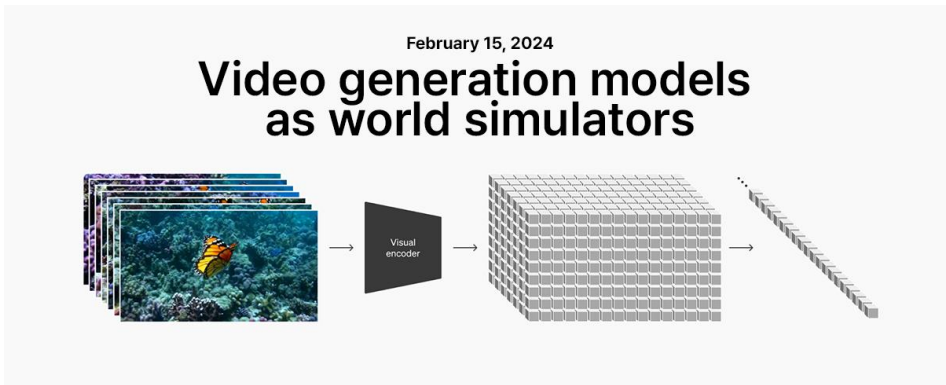 February 15, 2024
Video generation models
as world simulators
Visual
encoder